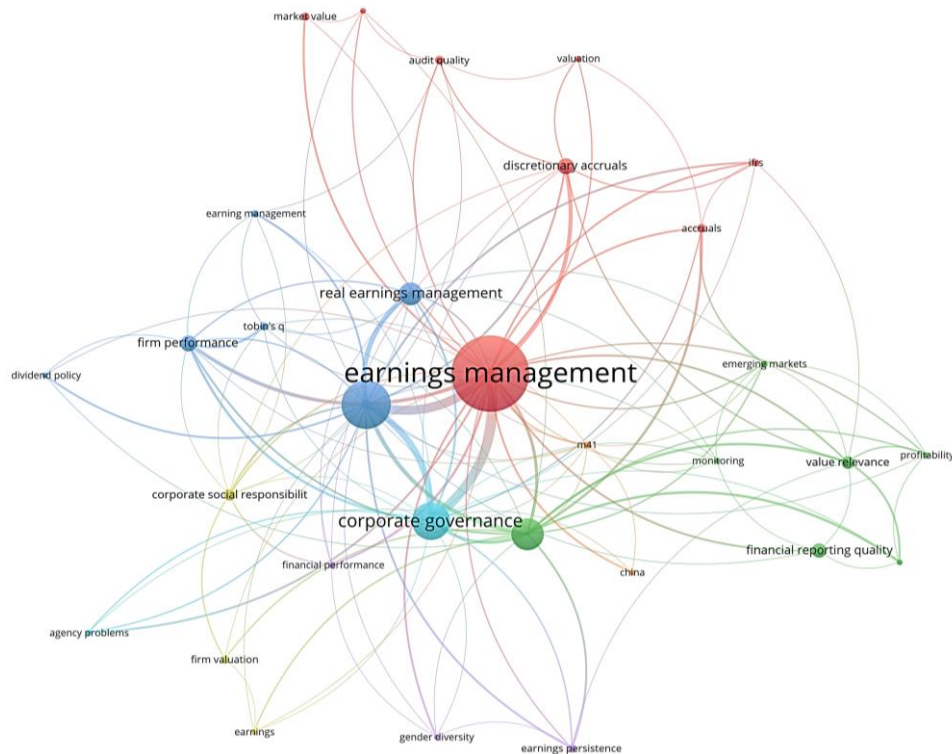 market value
audit quality
valuation
discretionary accruals
ifrs
earning management
accruals
real earnings management
tobin's q
firm performance
dividend policy
earnings management
emerging markets
m41
monitoring
value relevance
profitability
corporate social responsibilit
corporate governance
financial reporting quality
financial performance
china
agency problems
firm valuation
earnings
gender diversity
earnings persistence